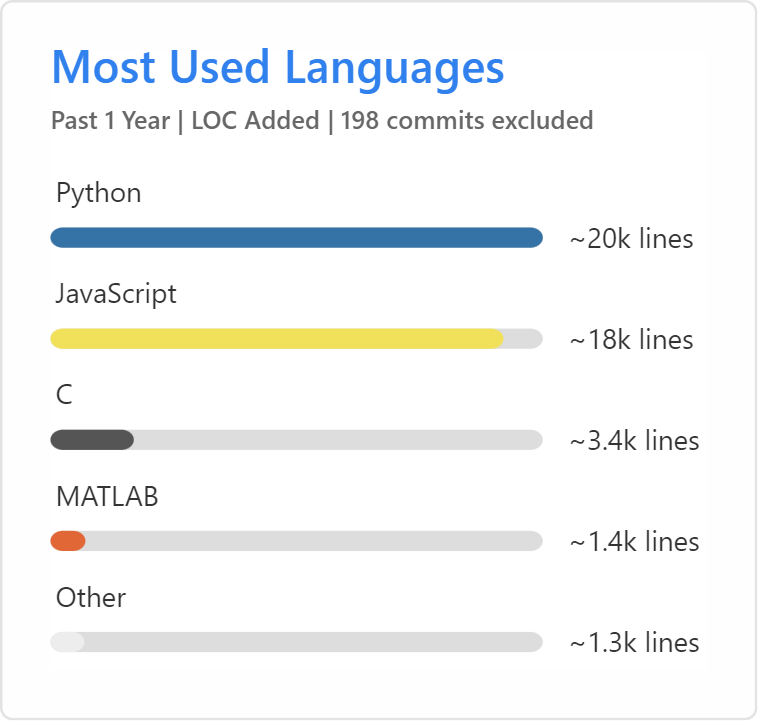 Most Used Languages
Past 1 Year | LOC Added | 198 commits excluded
Python
~20k lines
JavaScript
~18k lines
C
~3.4k lines
MATLAB
~1.4k lines
Other
~1.3k lines